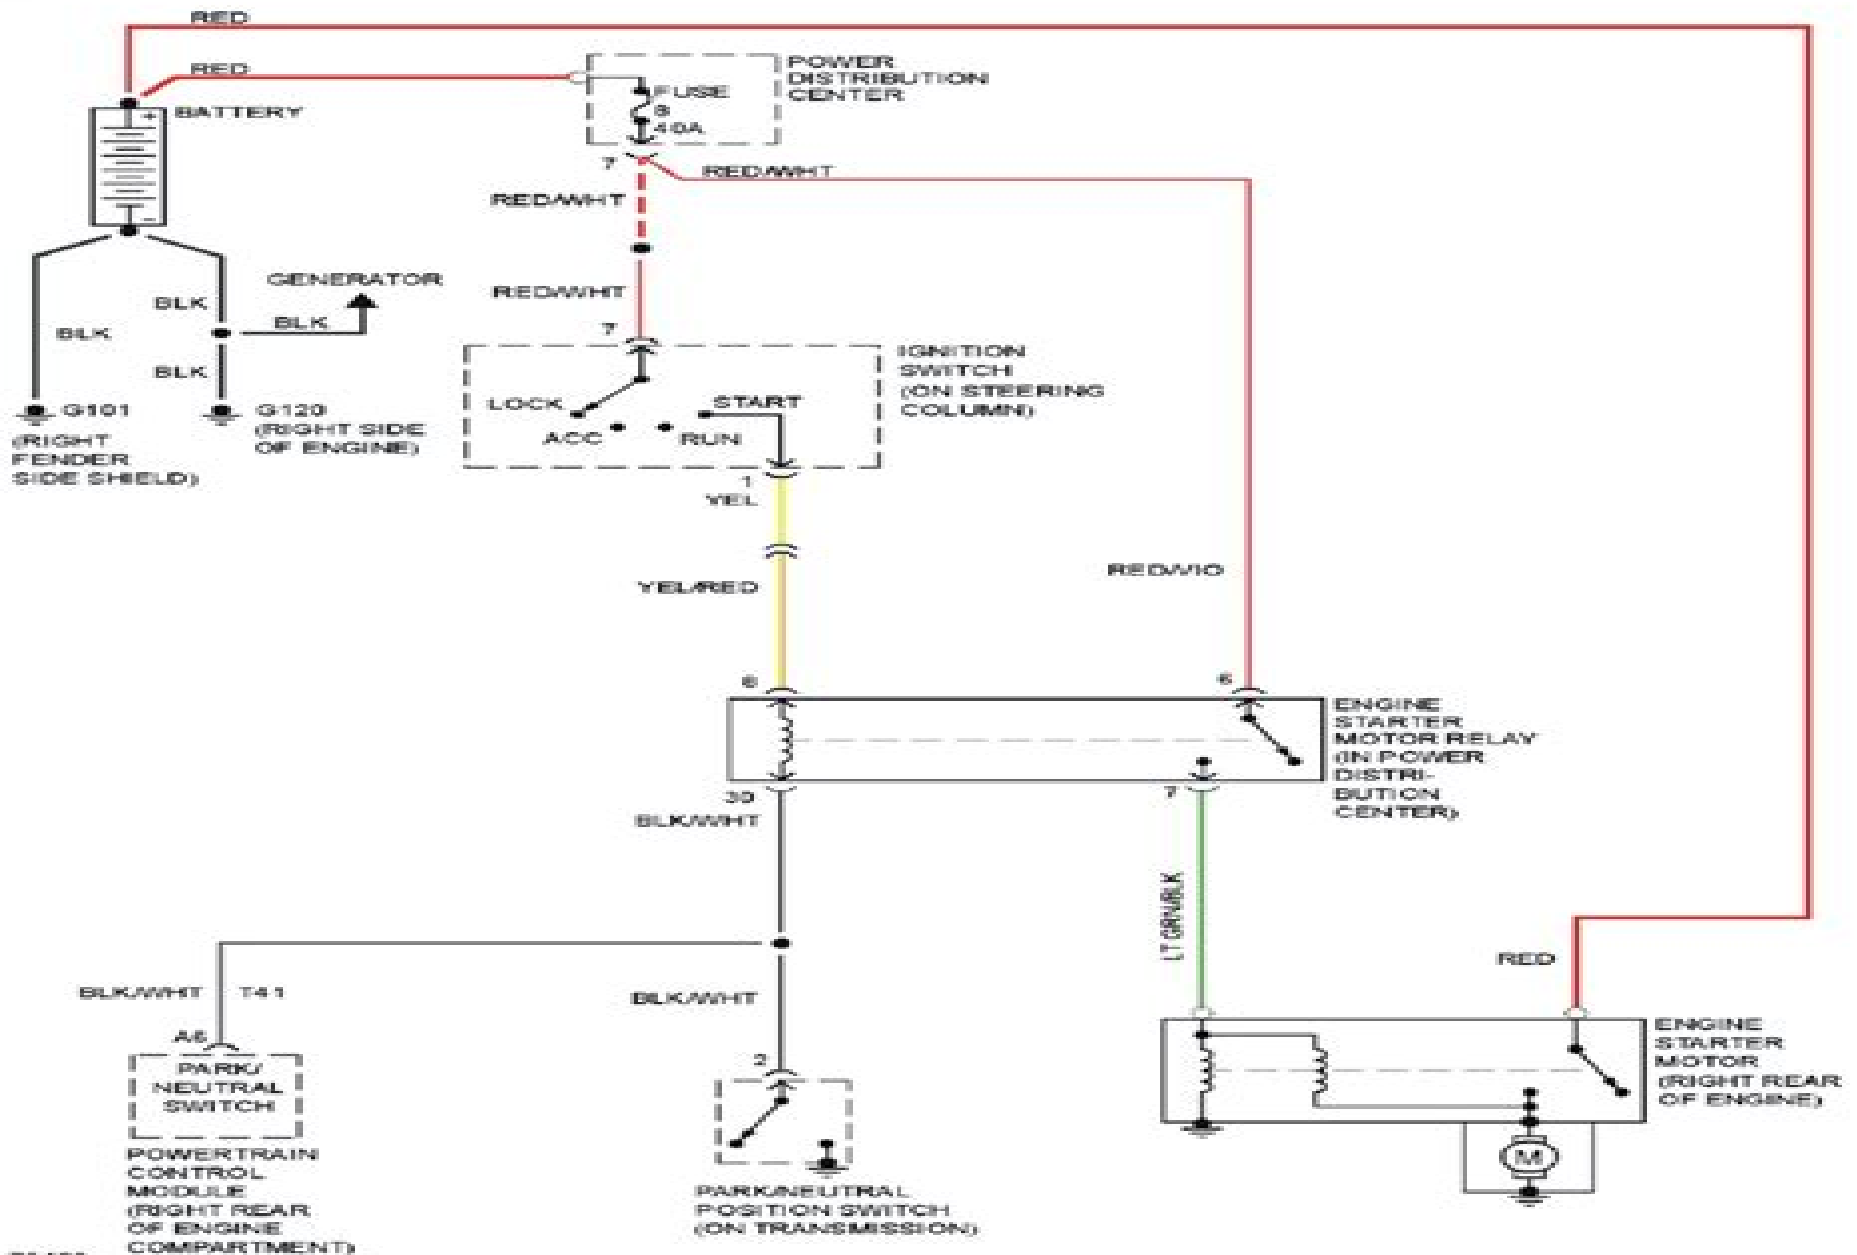 RED
RED
POWER
DISTRIBUTION
CENTER
FUSE
8
40A
BATTERY
+
-
7
RED/WHT
RED/WHT
GENERATOR
BLK
BLK
BLK
BLK
RED/WHT
7
IGNITION
SWITCH
(ON STEERING
COLUMN)
LOCK
START
ACC
RUN
G101
(RIGHT
FENDER
SIDE SHIELD)
G120
(RIGHT SIDE
OF ENGINE)
1
YEL
YEL/RED
RED/VIO
8
6
ENGINE
STARTER
MOTOR RELAY
(IN POWER
DISTRI-
BUTION
CENTER)
39
7
BLK/WHT
LT GRN/BLK
RED
BLK/WHT
T41
BLK/WHT
A6
PARK/
NEUTRAL
SWITCH
POWERTRAIN
CONTROL
MODULE
(RIGHT REAR
OF ENGINE
COMPARTMENT)
2
PARK/NEUTRAL
POSITION SWITCH
(ON TRANSMISSION)
ENGINE
STARTER
MOTOR
(RIGHT REAR
OF ENGINE)
M